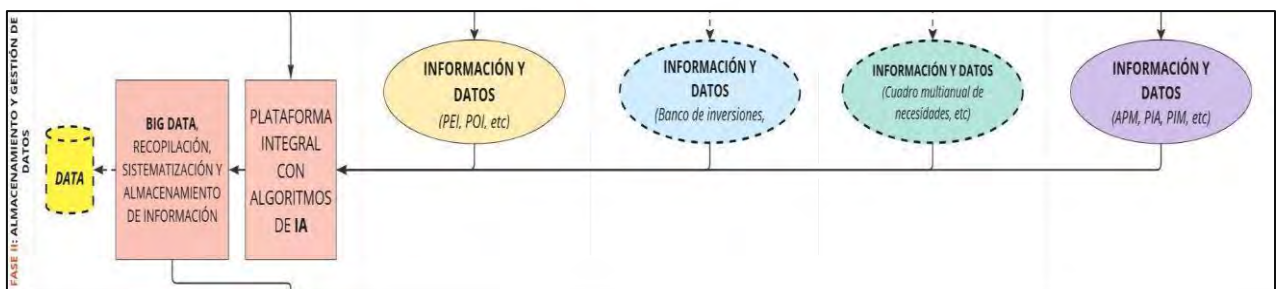 FASE II: ALMACENAMIENTO Y GESTIÓN DE
DATOS
DATA
BIG DATA,
RECOPILACIÓN,
SISTEMATIZACIÓN Y
ALMACENAMIENTO
DE INFORMACIÓN
PLATAFORMA
INTEGRAL
CON
ALGORITMOS
DE IA
INFORMACIÓN Y
DATOS
(PEI, POI, etc)
INFORMACIÓN Y
DATOS
(Banco de inversiones,
INFORMACIÓN Y DATOS
(Cuadro multianual de
necesidades, etc)
INFORMACIÓN Y
DATOS
(APM, PIA, PIM, etc)